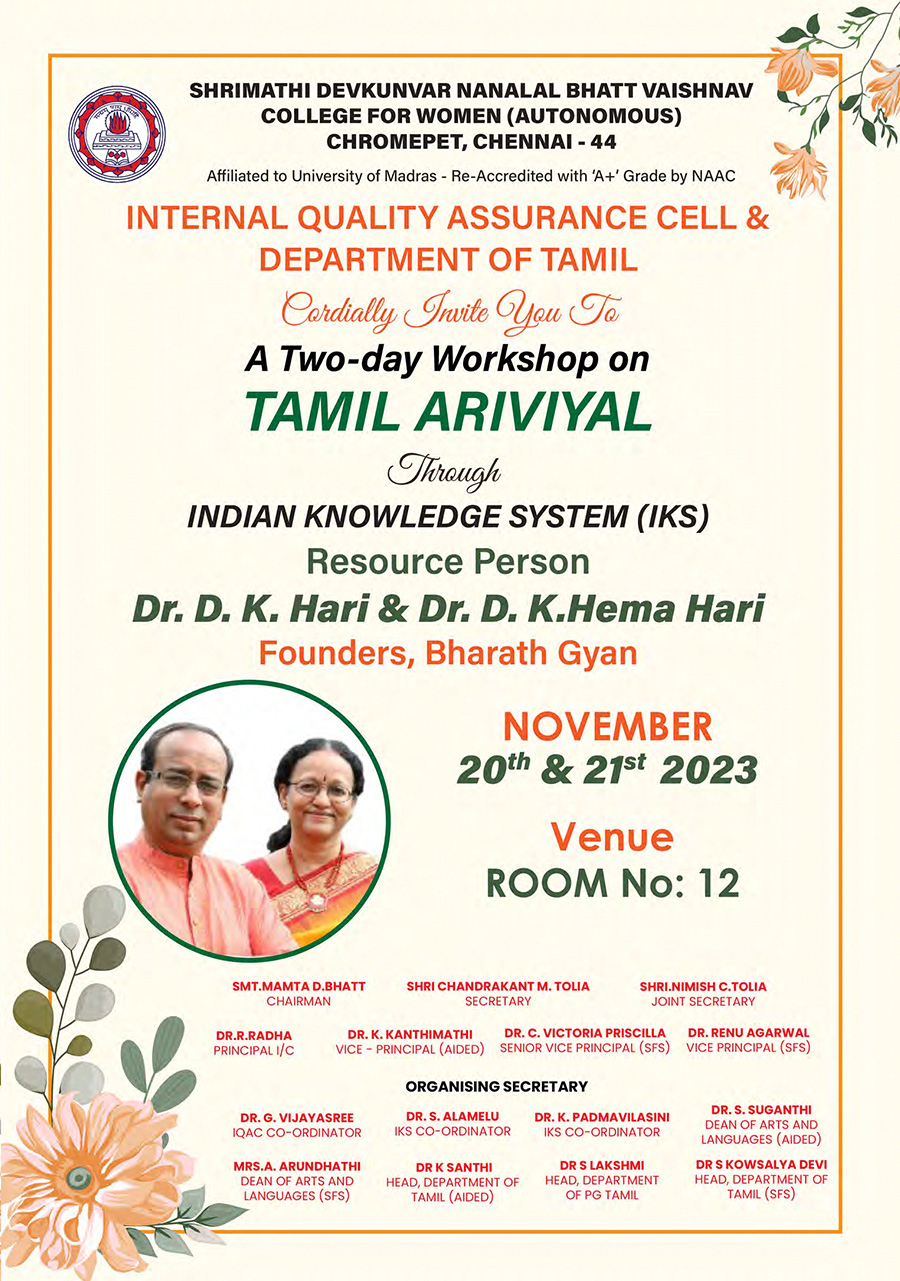 SHRIMATHI DEVKUNVAR NANALAL BHATT VAISHNAV
COLLEGE FOR WOMEN (AUTONOMOUS)
CHROMEPET, CHENNAI - 44
Affiliated to University of Madras - Re-Accredited with ‘A+’ Grade by NAAC
INTERNAL QUALITY ASSURANCE CELL &
DEPARTMENT OF TAMIL
Cordially Invite You To
A Two-day Workshop on
TAMIL ARIVIYAL
Through
INDIAN KNOWLEDGE SYSTEM (IKS)
Resource Person
Dr. D. K. Hari & Dr. D. K.Hema Hari
Founders, Bharath Gyan
NOVEMBER
20th & 21st 2023
Venue
ROOM No: 12
SMT.MAMTA D.BHATT SHRI CHANDRAKANT M. TOLIA SHRI.NIMISH C.TOLIA
CHAIRMAN SECRETARY JOINT SECRETARY
DR.R.RADHA DR. K. KANTHIMATHI DR. C. VICTORIA PRISCILLA DR. RENU AGARWAL
PRINCIPAL I/C VICE - PRINCIPAL (AIDED) SENIOR VICE PRINCIPAL (SFS) VICE PRINCIPAL (SFS)
ORGANISING SECRETARY
DR. G. VIJAYASREE
IQAC CO-ORDINATOR
DR. S. ALAMELU
IKS CO-ORDINATOR
DR. K. PADMAVILASINI
IKS CO-ORDINATOR
DR. S. SUGANTHI
DEAN OF ARTS AND
LANGUAGES (AIDED)
MRS.A. ARUNDHATHI
DEAN OF ARTS AND
LANGUAGES (SFS)
DR K SANTHI
HEAD, DEPARTMENT OF
TAMIL (AIDED)
DR S LAKSHMI
HEAD, DEPARTMENT
OF PG TAMIL
DR S KOWSALYA DEVI
HEAD, DEPARTMENT OF
TAMIL (SFS)